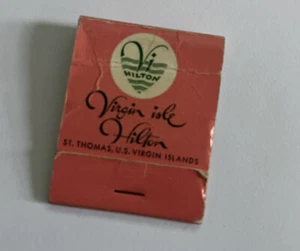 Vi
HILTON
Virgin isle
Hilton
ST. THOMAS, U.S. VIRGIN ISLANDS